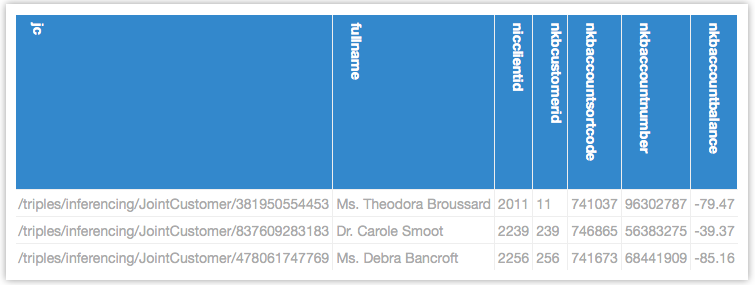 jc fullname nicclientid nkbcustomerid nkbaccountsortcode nkbaccountnumber nkbaccountbalance
/triples/inferencing/JointCustomer/381950554453 Ms. Theodora Broussard 2011 11 741037 96302787 -79.47
/triples/inferencing/JointCustomer/837609283183 Dr. Carole Smoot 2239 239 746865 56383275 -39.37
/triples/inferencing/JointCustomer/478061747769 Ms. Debra Bancroft 2256 256 741673 68441909 -85.16